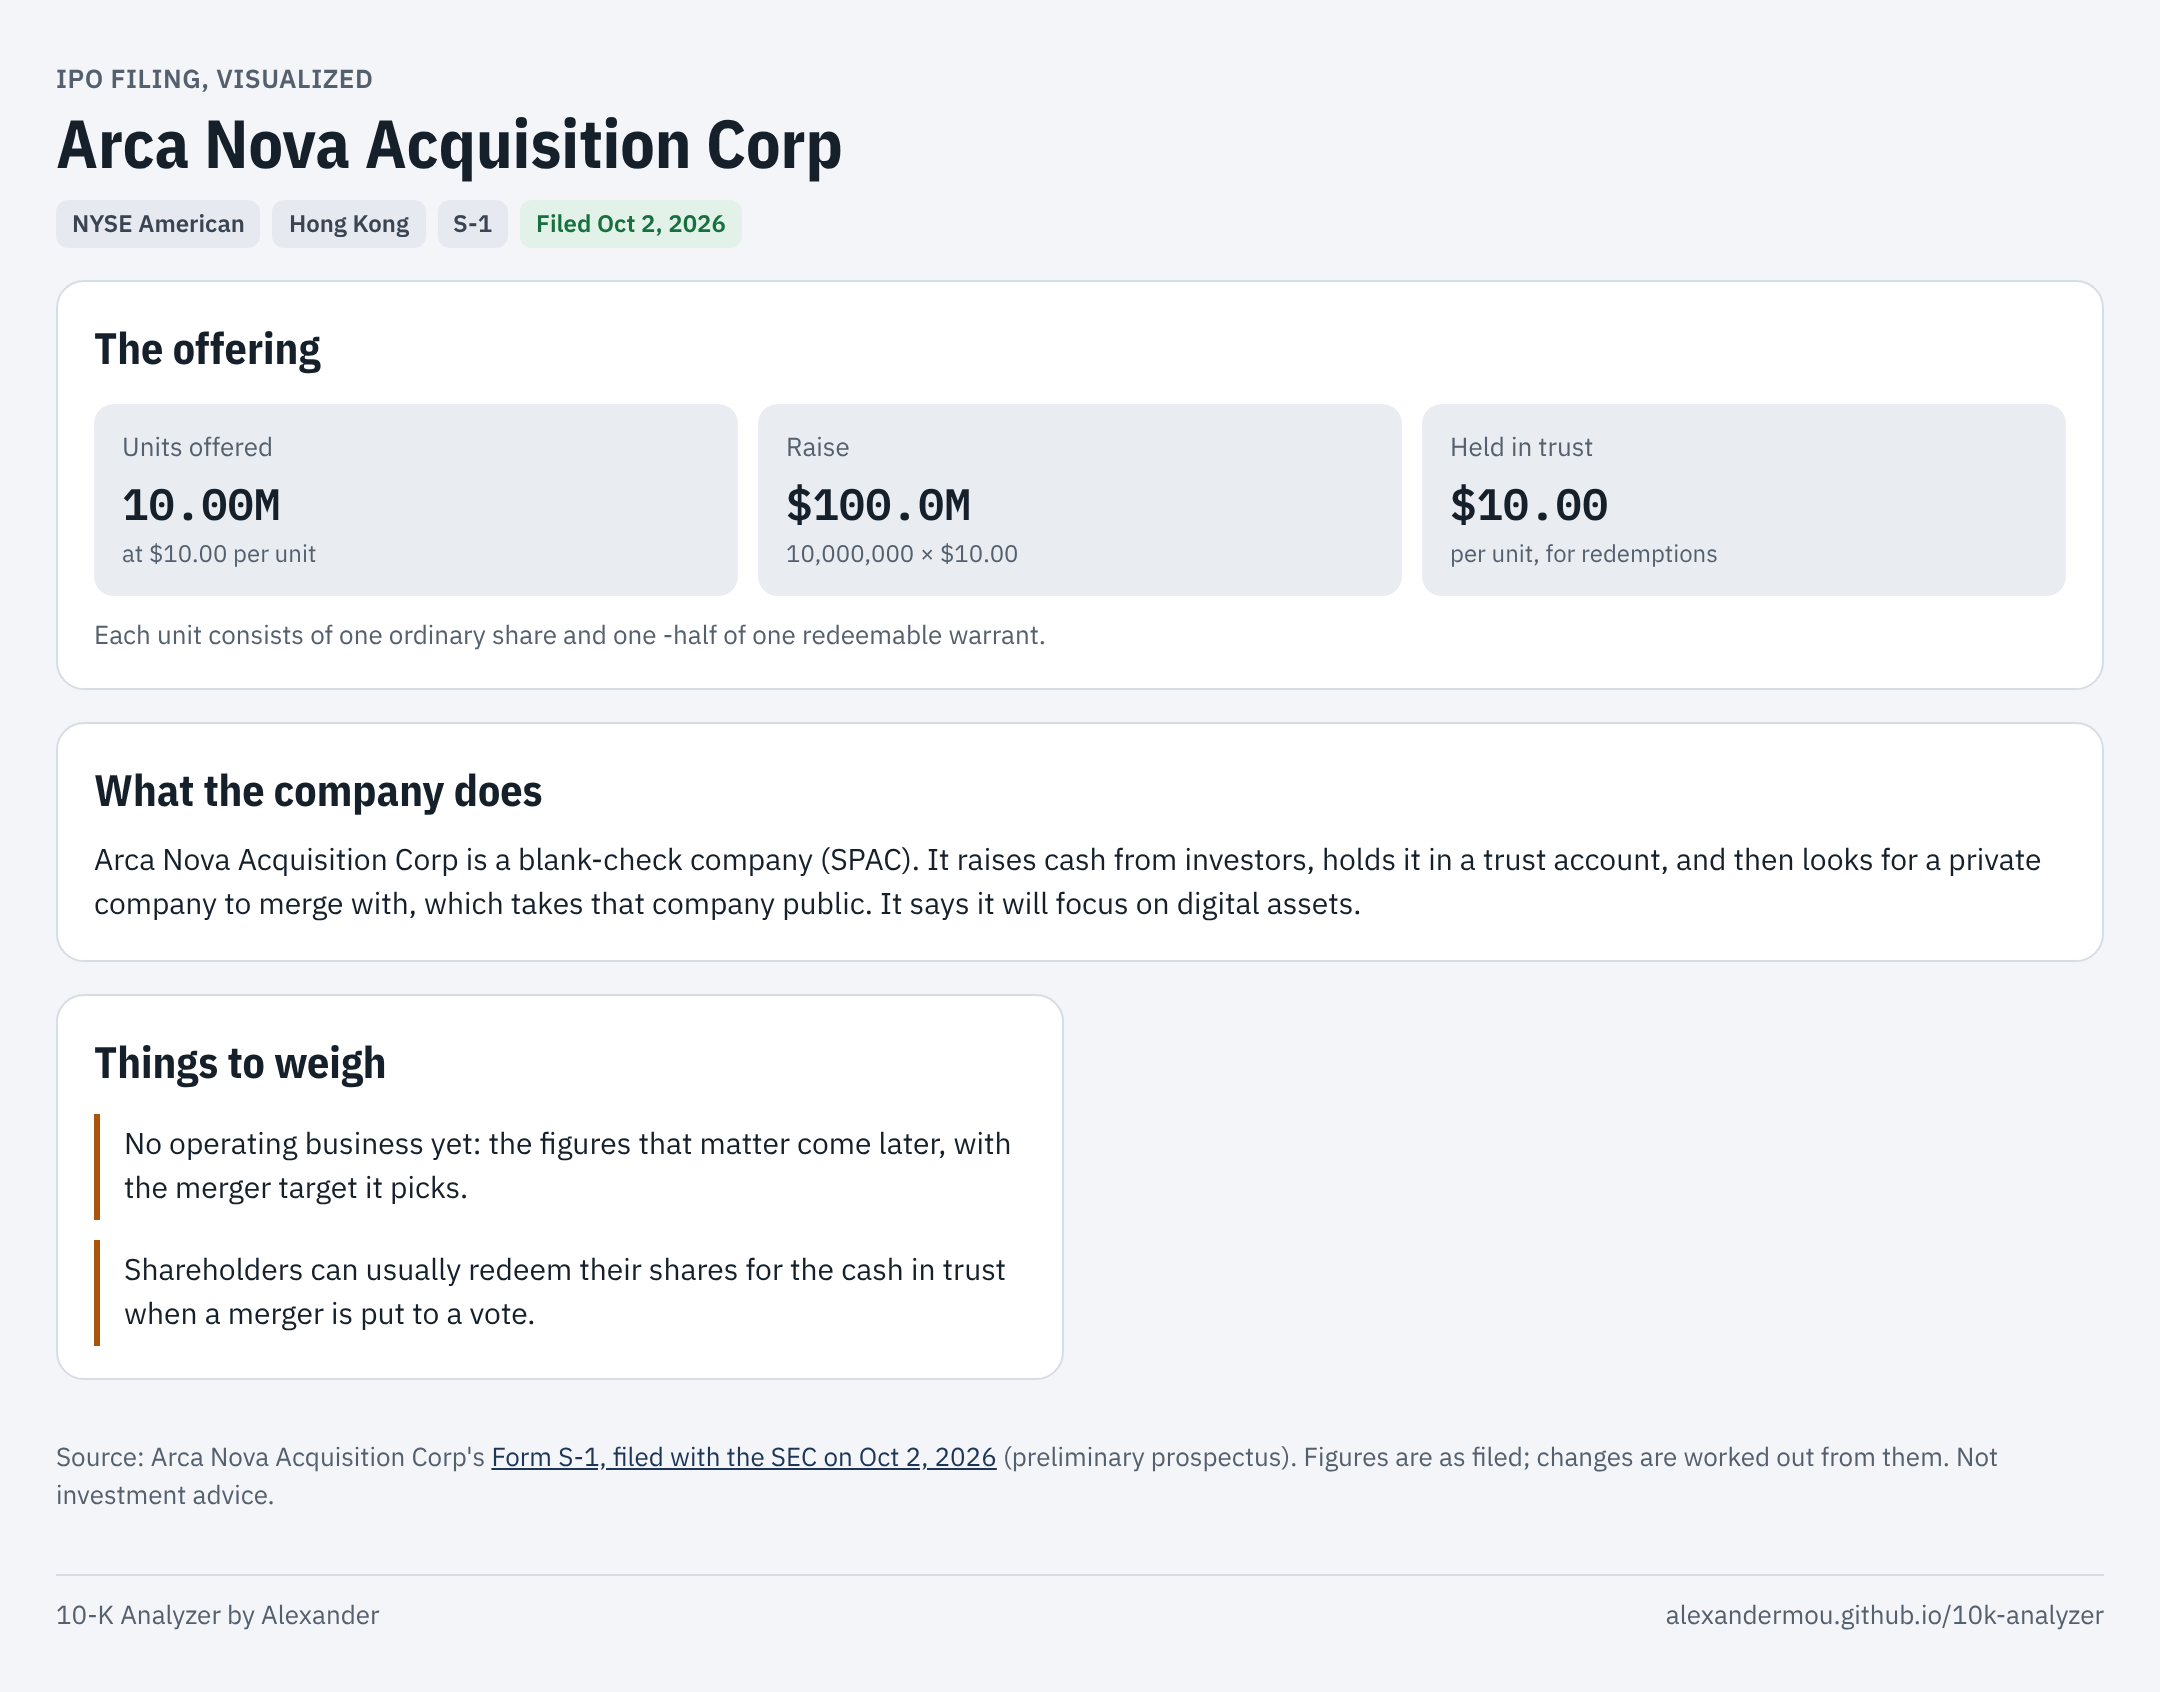 IPO FILING, VISUALIZED
Arca Nova Acquisition Corp
NYSE American Hong Kong S-1 Filed Oct 2, 2026
The offering
Units offered
10.00M
at $10.00 per unit
Raise
$100.0M
10,000,000 × $10.00
Held in trust
$10.00
per unit, for redemptions
Each unit consists of one ordinary share and one -half of one redeemable warrant.
What the company does
Arca Nova Acquisition Corp is a blank-check company (SPAC). It raises cash from investors, holds it in a trust account, and then looks for a private
company to merge with, which takes that company public. It says it will focus on digital assets.
Things to weigh
No operating business yet: the figures that matter come later, with
the merger target it picks.
Shareholders can usually redeem their shares for the cash in trust
when a merger is put to a vote.
Source: Arca Nova Acquisition Corp's Form S-1, filed with the SEC on Oct 2, 2026 (preliminary prospectus). Figures are as filed; changes are worked out from them. Not
investment advice.
10-K Analyzer by Alexander
alexandermou.github.io/10k-analyzer